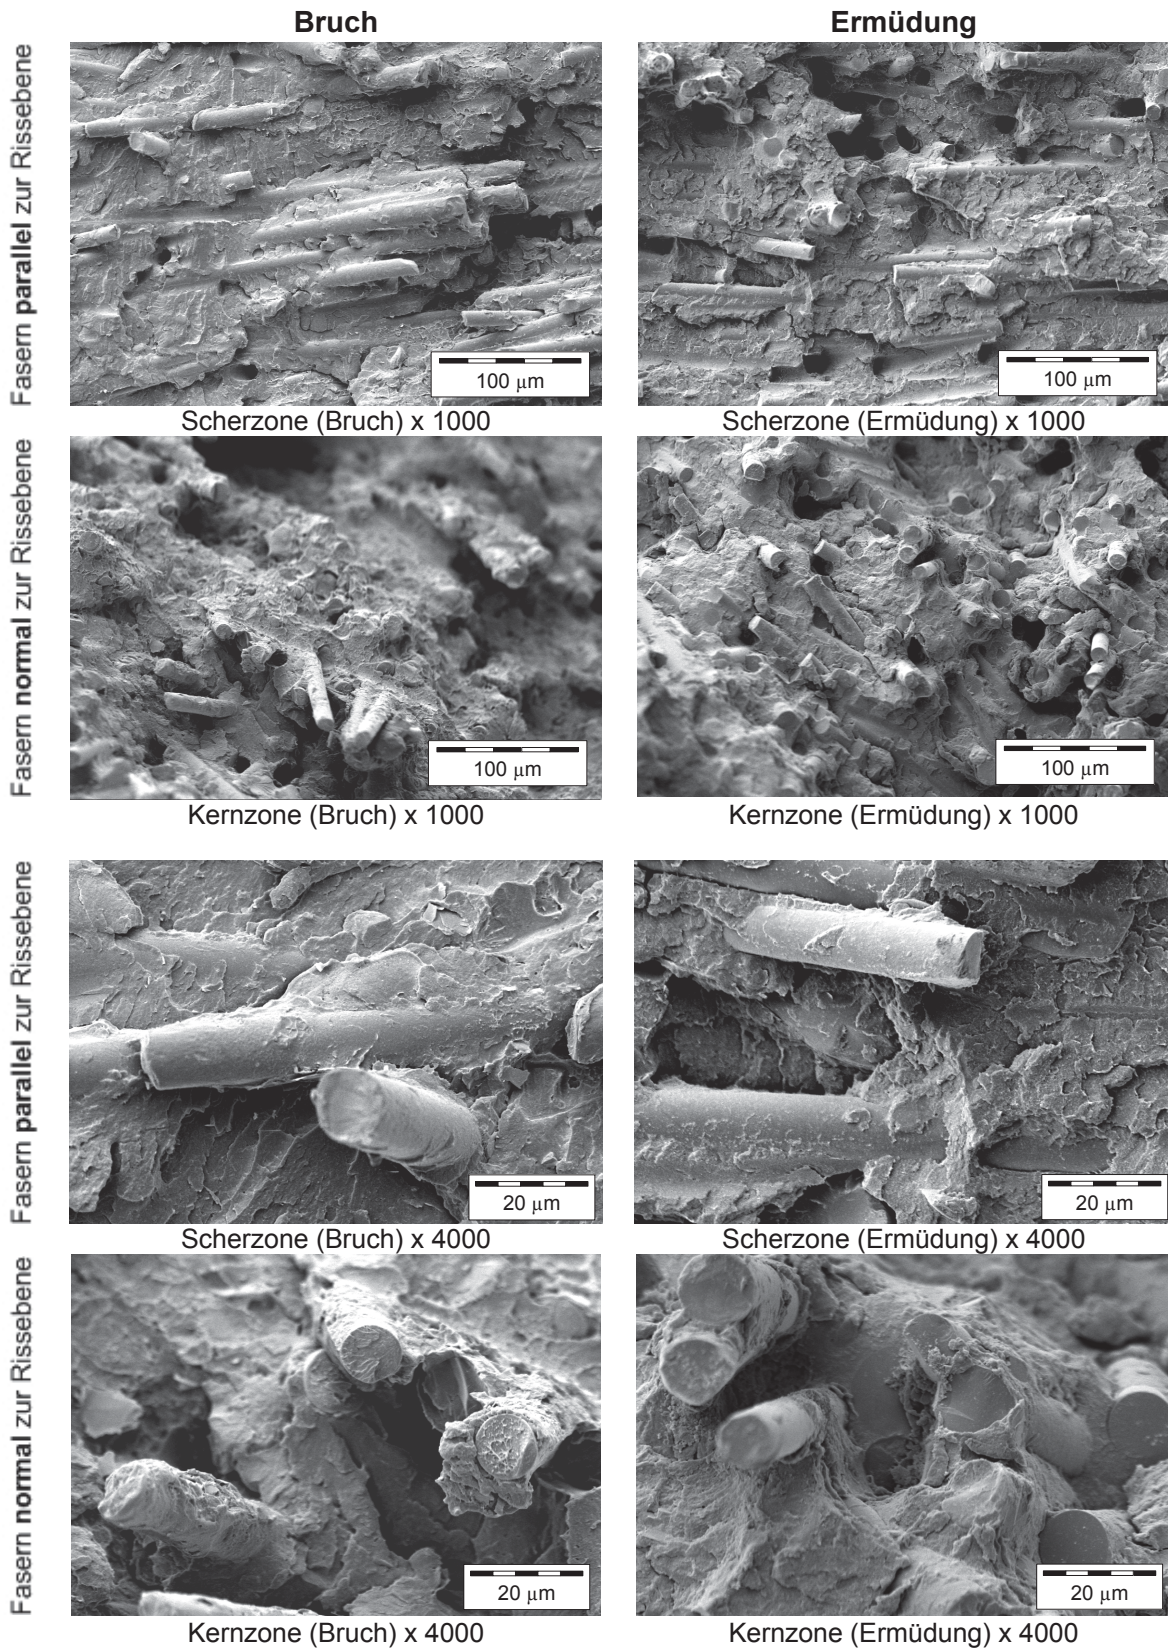 Bruch
Ermüdung
Fasern parallel zur Rissebene
100 µm
100 µm
Scherzone (Bruch) x 1000
Scherzone (Ermüdung) x 1000
Fasern normal zur Rissebene
100 µm
100 µm
Kernzone (Bruch) x 1000
Kernzone (Ermüdung) x 1000
Fasern parallel zur Rissebene
20 µm
20 µm
Scherzone (Bruch) x 4000
Scherzone (Ermüdung) x 4000
Fasern normal zur Rissebene
20 µm
20 µm
Kernzone (Bruch) x 4000
Kernzone (Ermüdung) x 4000